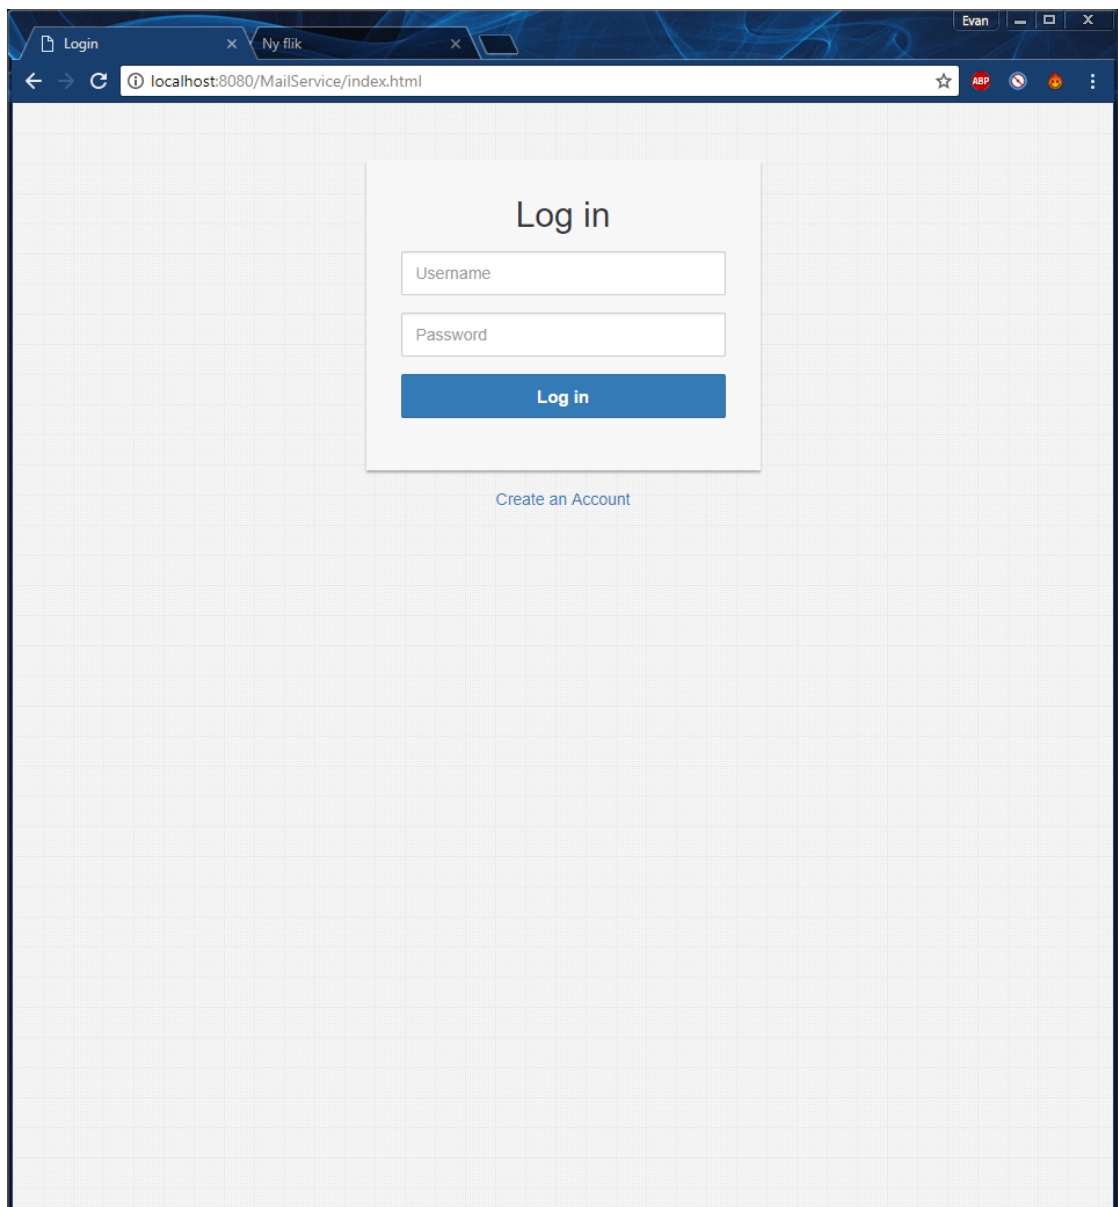 Evan
Login
Ny flik
localhost:8080/MailService/index.html
ABP
Log in
Username
Password
Log in
Create an Account